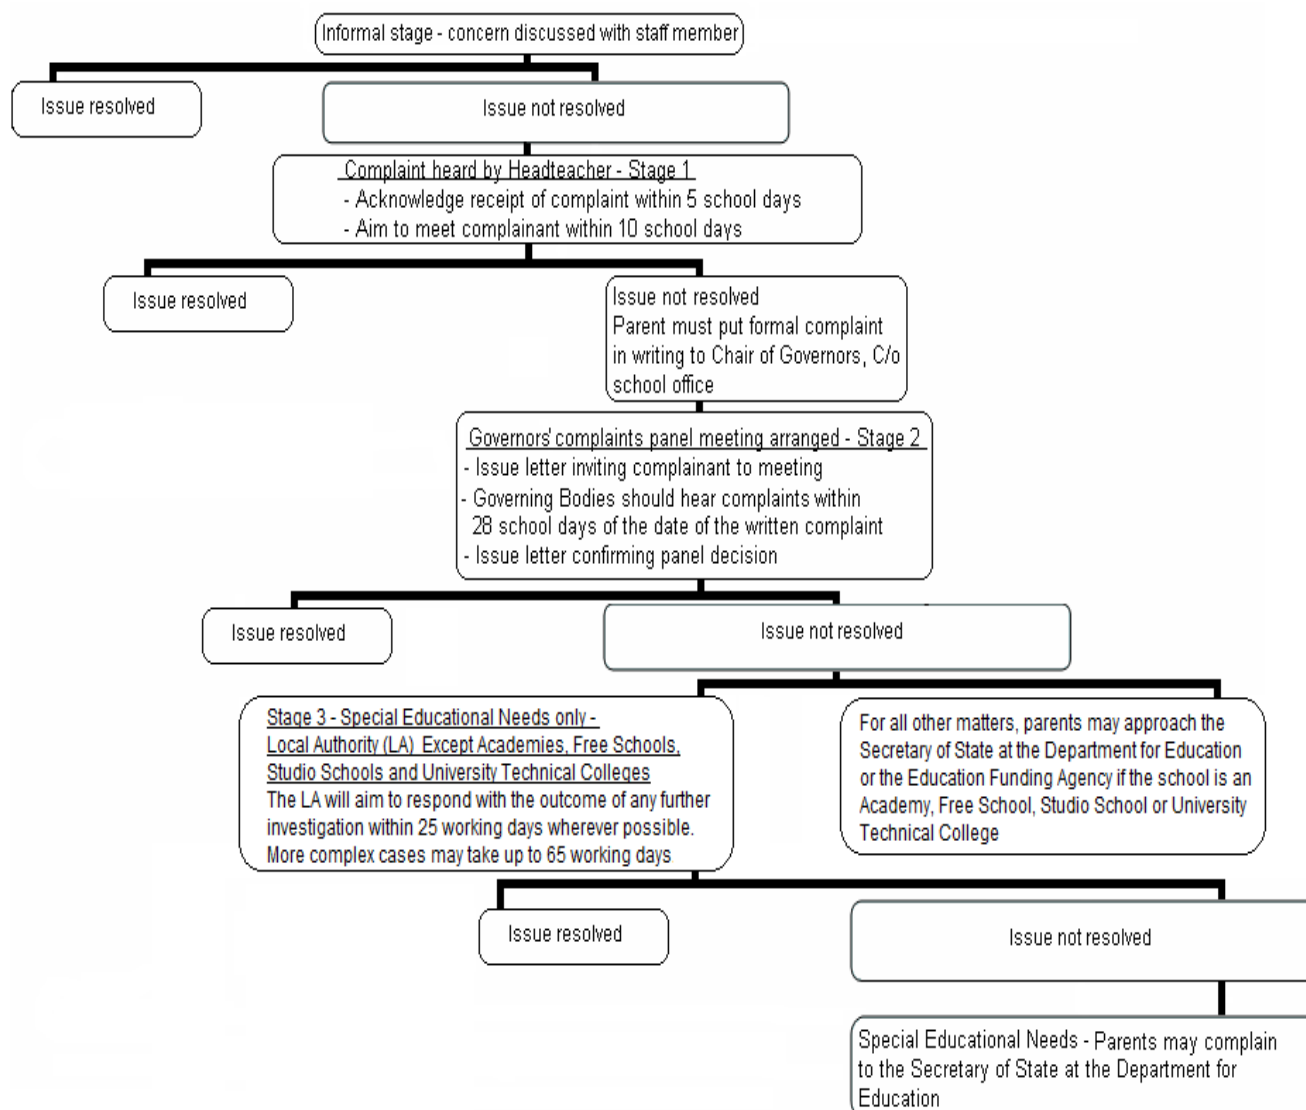 Informal stage - concern discussed with staff member
Issue resolved
Issue not resolved
Complaint heard by Headteacher - Stage 1
- Acknowledge receipt of complaint within 5 school days
- Aim to meet complainant within 10 school days
Issue resolved
Issue not resolved
Parent must put formal complaint
in writing to Chair of Governors, C/o
school office
Governors' complaints panel meeting arranged - Stage 2
- Issue letter inviting complainant to meeting
- Governing Bodies should hear complaints within
28 school days of the date of the written complaint
- Issue letter confirming panel decision
Issue resolved
Issue not resolved
Stage 3 - Special Educational Needs only -
Local Authority (LA) Except Academies, Free Schools,
Studio Schools and University Technical Colleges
The LA will aim to respond with the outcome of any further
investigation within 25 working days wherever possible.
More complex cases may take up to 65 working days
For all other matters, parents may approach the
Secretary of State at the Department for Education
or the Education Funding Agency if the school is an
Academy, Free School, Studio School or University
Technical College
Issue resolved
Issue not resolved
Special Educational Needs - Parents may complain
to the Secretary of State at the Department for
Education